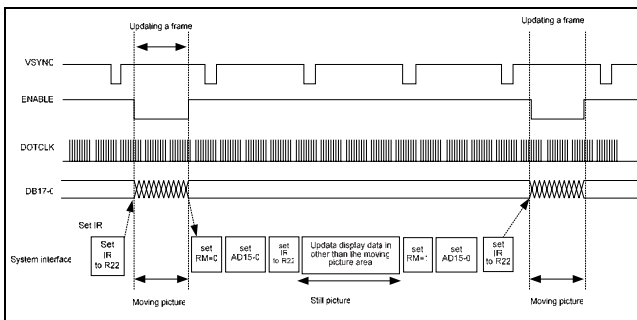 Updaling a frame
Updating a frame
VSYNC
ENABLE
DOTCLK
DB17-0
Set IR
System interface
Set
IR
to R22
set
RM=0
set
AD15-0
set
IR
to R22
Updata display data in
other than the moving
picture area
set
RM=1
set
AD15-0
set
IR
to R22
Moving picture
Still picture
Moving picture